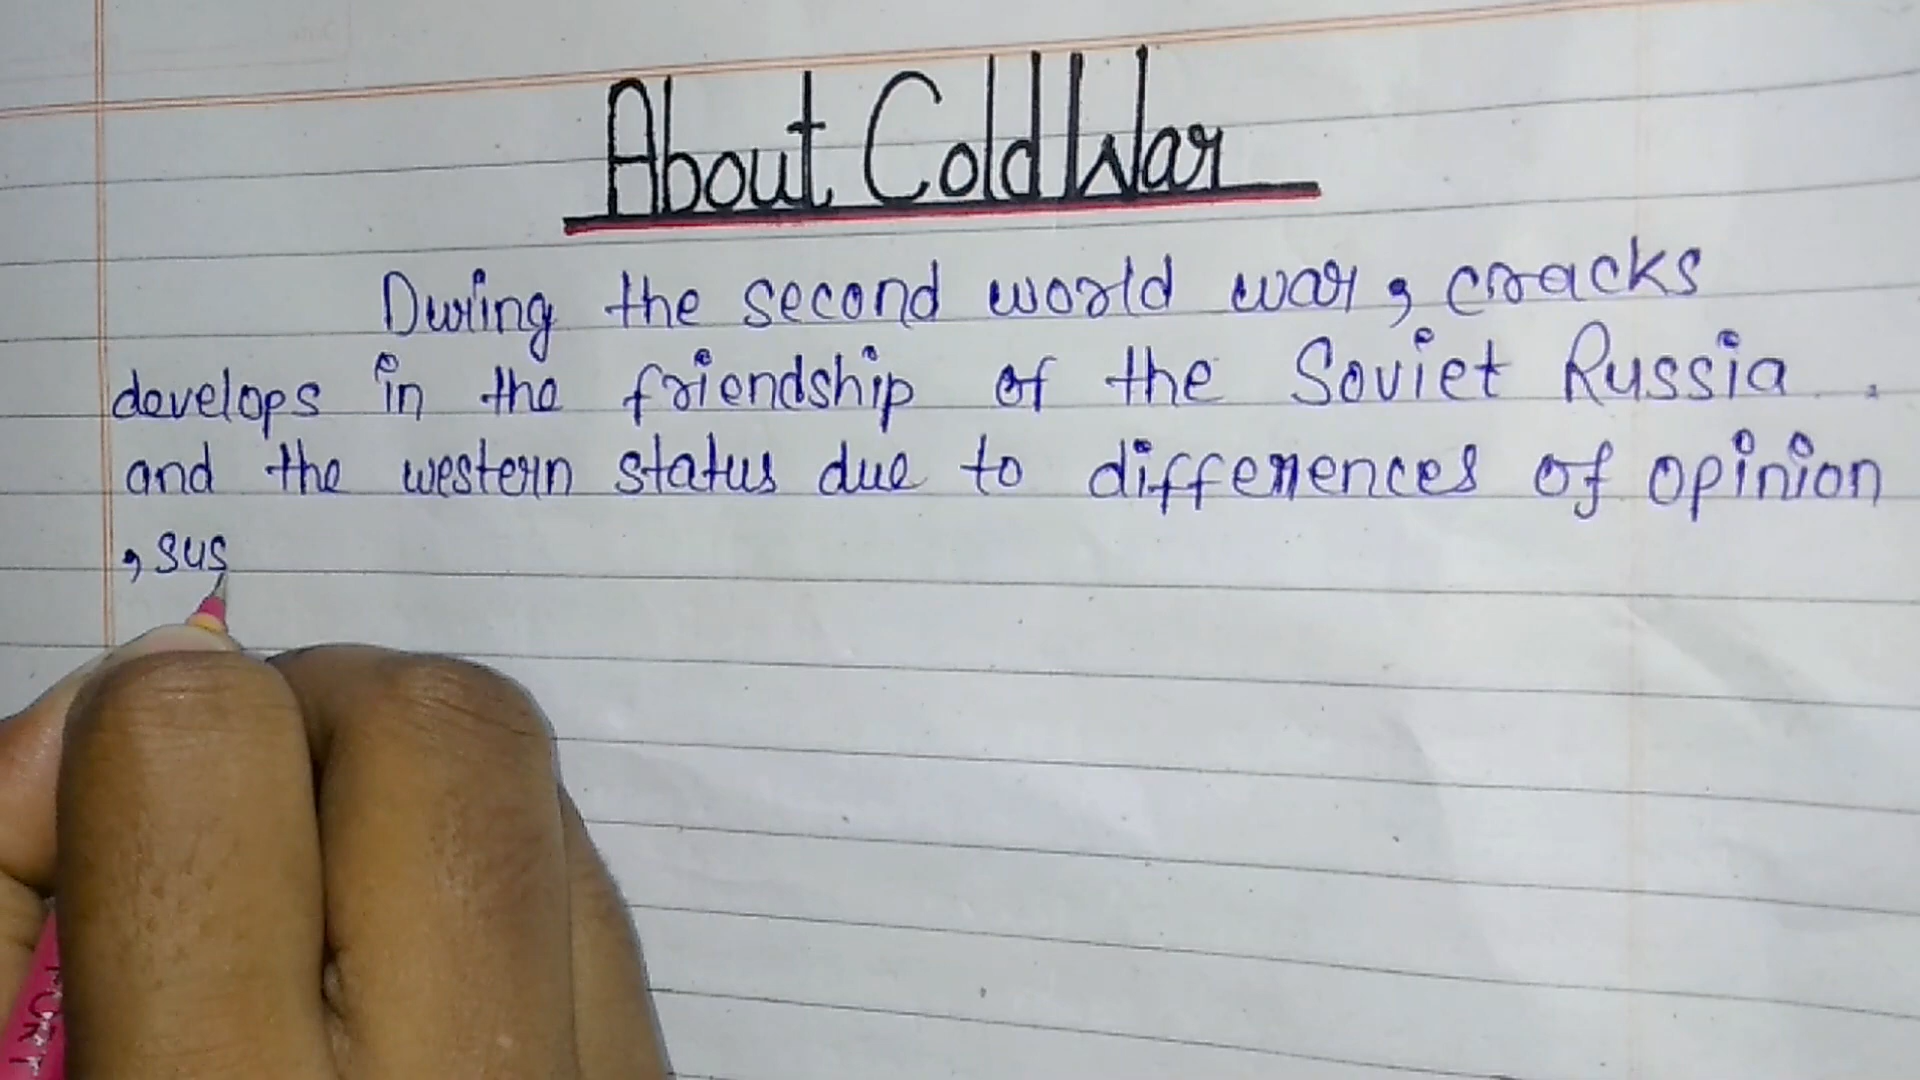 About Cold War
During the second world war, cracks
develops in the friendship of the Soviet Russia.
and the western status due to differences of opinion
, sus